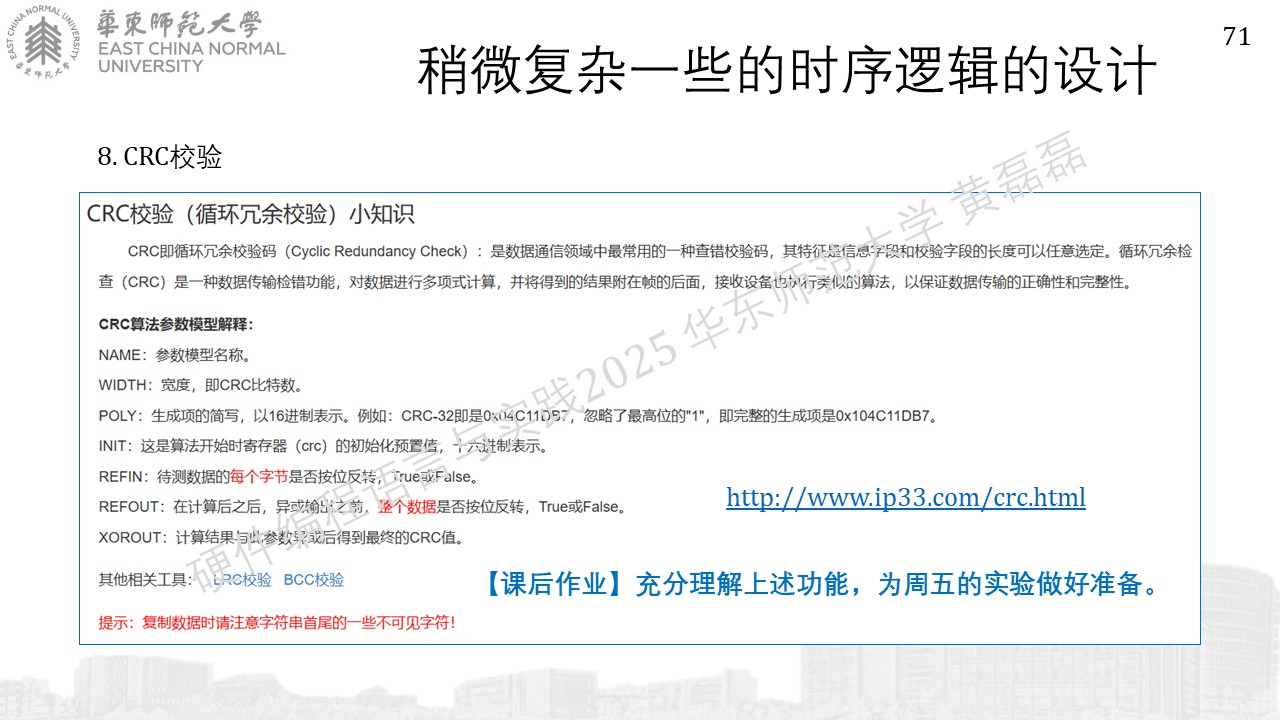 EAST CHINA NORMAL UNIVERSITY
華東師范大學
華東師范大學
EAST CHINA NORMAL
UNIVERSITY
71
稍微复杂一些的时序逻辑的设计
8. CRC校验
CRC校验（循环冗余校验）小知识
CRC即循环冗余校验码（Cyclic Redundancy Check）：是数据通信领域中最常用的一种查错校验码，其特征是信息字段和校验字段的长度可以任意选定。循环冗余检
查（CRC）是一种数据传输检错功能，对数据进行多项式计算，并将得到的结果附在帧的后面，接收设备也执行类似的算法，以保证数据传输的正确性和完整性。
CRC算法参数模型解释：
NAME：参数模型名称。
WIDTH：宽度，即CRC比特数。
POLY：生成项的简写，以16进制表示。例如：CRC-32即是0x04C11DB7，忽略了最高位的"1"，即完整的生成项是0x104C11DB7。
INIT：这是算法开始时寄存器（crc）的初始化预置值，十六进制表示。
REFIN：待测数据的每个字节是否按位反转，True或False。
REFOUT：在计算后之后，异或输出之前，整个数据是否按位反转，True或False。
XOROUT：计算结果与此参数异或后得到最终的CRC值。
http://www.ip33.com/crc.html
其他相关工具： LRC校验 BCC校验
【课后作业】充分理解上述功能，为周五的实验做好准备。
提示：复制数据时请注意字符串首尾的一些不可见字符！
硬件编程语言与实践2025 华东师范大学 黄磊磊